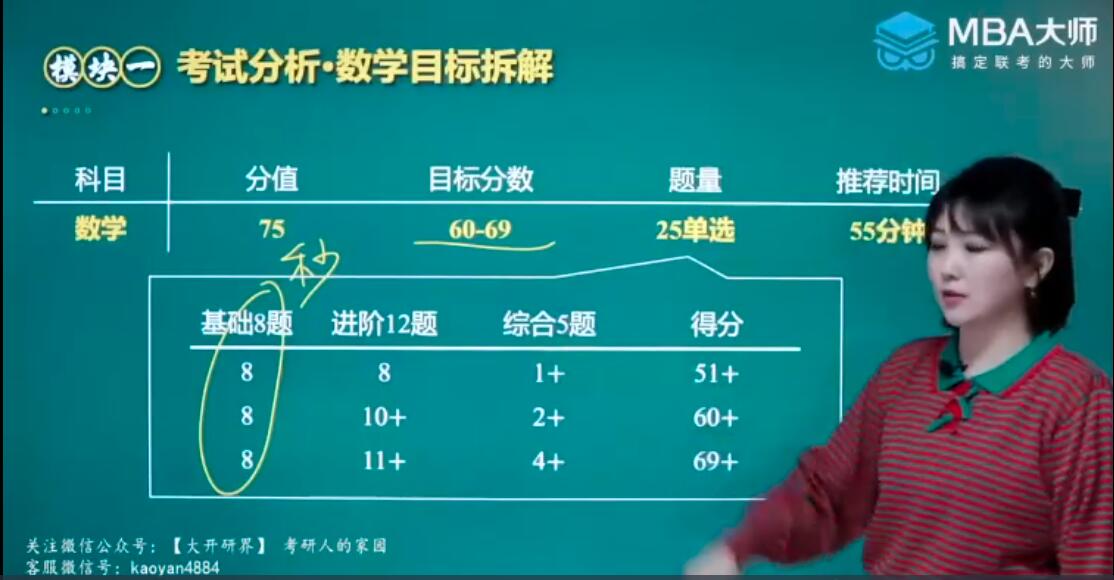 模块一 考试分析·数学目标拆解
MBA大师
搞定联考的大师
科目 分值 目标分数 题量 推荐时间
数学 75 60-69 25单选 55分钟
秒
基础8题 进阶12题 综合5题 得分
8 8 1+ 51+
8 10+ 2+ 60+
8 11+ 4+ 69+
关注微信公众号：【大开研界】 考研人的家园
客服微信号：kaoyan4884